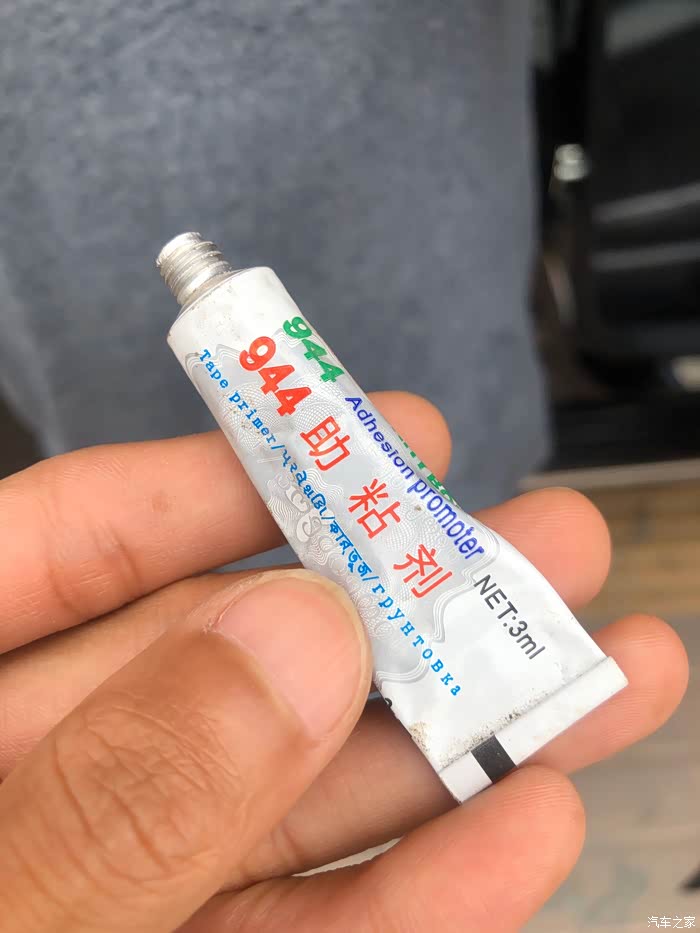 944
944 助粘剂
Adhesion promoter
Tape primer/
/грунтовка
NET:3ml
汽车之家